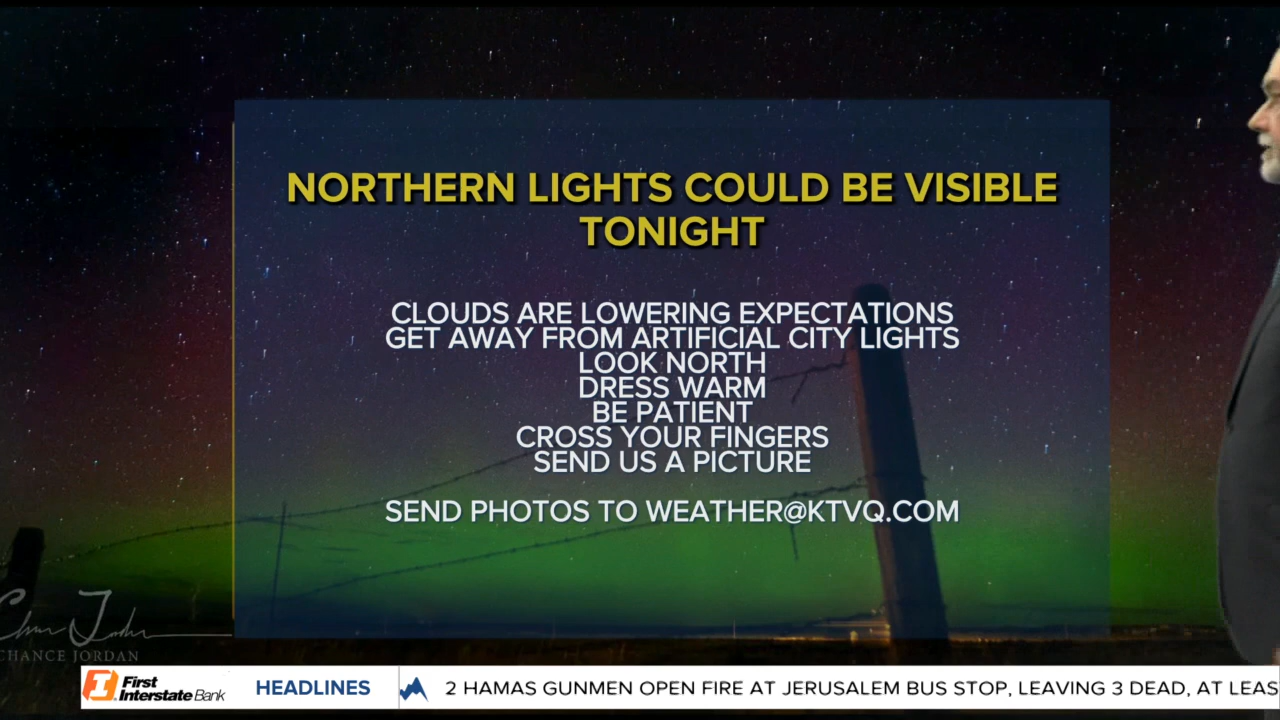 NORTHERN LIGHTS COULD BE VISIBLE
TONIGHT
CLOUDS ARE LOWERING EXPECTATIONS
GET AWAY FROM ARTIFICIAL CITY LIGHTS
LOOK NORTH
DRESS WARM
BE PATIENT
CROSS YOUR FINGERS
SEND US A PICTURE
SEND PHOTOS TO WEATHER@KTVQ.COM
CHANCE JORDAN
First
Interstate Bank
HEADLINES
2 HAMAS GUNMEN OPEN FIRE AT JERUSALEM BUS STOP, LEAVING 3 DEAD, AT LEAS